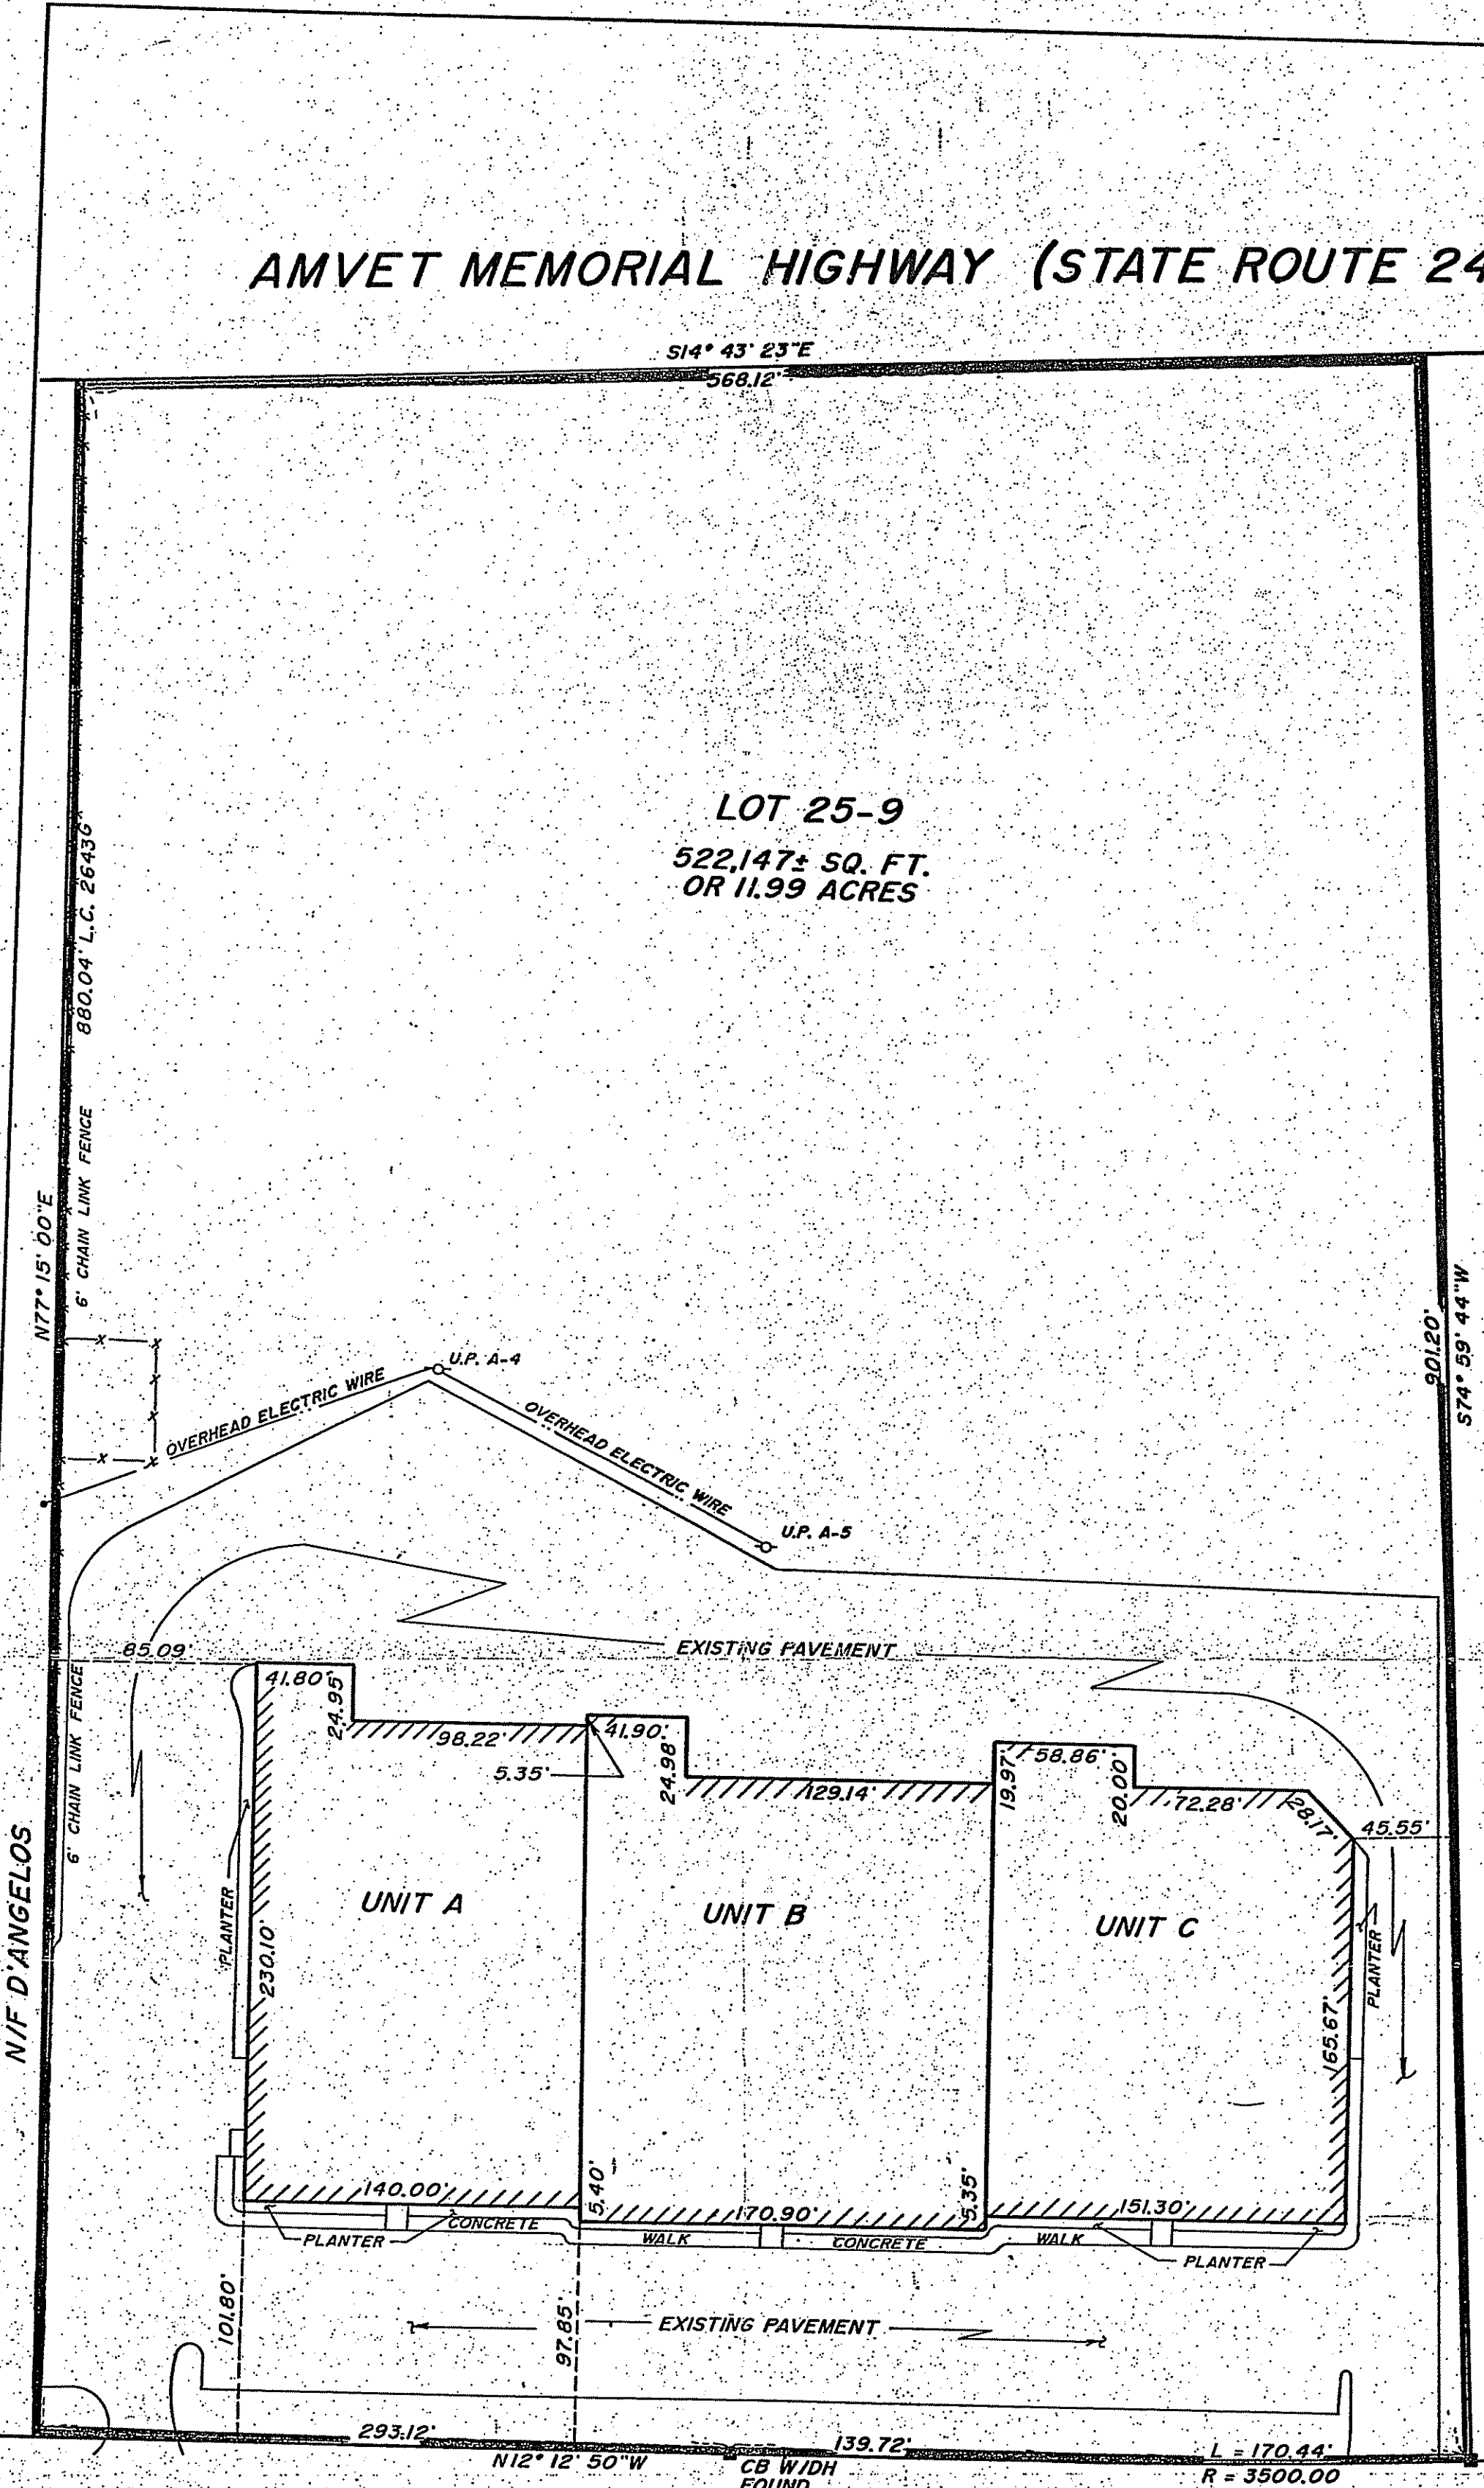 AMVET MEMORIAL HIGHWAY (STATE ROUTE 24
S14° 43' 23"E
568.12'
LOT 25-9
522,147± SQ. FT.
OR 11.99 ACRES
880.04' L.C. 2643G
6' CHAIN LINK FENCE
N77° 15' 00"E
901.20'
S74° 59' 44"W
U.P. A-4
OVERHEAD ELECTRIC WIRE
OVERHEAD ELECTRIC WIRE
U.P. A-5
85.09'
EXISTING PAVEMENT
6' CHAIN LINK FENCE
41.80'
24.95'
98.22'
41.90'
5.35'
24.98'
129.14'
58.86'
19.97'
20.00'
72.28'
28.17'
45.55'
N/F D'ANGELOS
PLANTER
230.10'
UNIT A
UNIT B
UNIT C
PLANTER
165.67'
140.00'
5.40'
170.90'
5.35'
151.30'
PLANTER
CONCRETE
WALK
CONCRETE
WALK
PLANTER
101.80'
97.85'
EXISTING PAVEMENT
293.12'
139.72'
N12° 12' 50"W
CB W/DH
FOUND
L = 170.44'
R = 3500.00